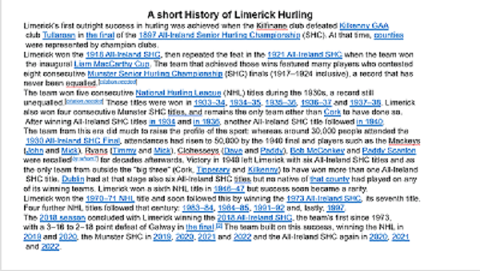 A short History of Limerick Hurling
Limerick's first outright success in hurling was achieved when the Kilfinane club defeated Kilkenny GAA
club Tullaroan in the final of the 1897 All-Ireland Senior Hurling Championship (SHC). At that time, counties
were represented by champion clubs.
Limerick won the 1918 All-Ireland SHC, then repeated the feat in the 1921 All-Ireland SHC when the team won
the inaugural Liam MacCarthy Cup. The team that achieved those wins featured many players who contested
eight consecutive Munster Senior Hurling Championship (SHC) finals (1917–1924 inclusive), a record that has
never been equalled.
The team won five consecutive National Hurling League (NHL) titles during the 1930s, a record still
unequalled. These titles were won in 1933–34, 1934–35, 1935–36, 1936–37 and 1937–38. Limerick
also won four consecutive Munster SHC titles, and remains the only team other than Cork to have done so.
After winning All-Ireland SHC titles in 1934 and in 1936, another All-Ireland SHC title followed in 1940.
The team from this era did much to raise the profile of the sport: whereas around 30,000 people attended the
1930 All-Ireland SHC Final, attendances had risen to 50,000 by the 1940 final and players such as the Mackeys
(John and Mick), Ryans (Timmy and Mick), Cloheseys (Dave and Paddy), Bob McConkey and Paddy Scanlon
were recalled for decades afterwards. Victory in 1940 left Limerick with six All-Ireland SHC titles and as
the only team from outside the "big three" (Cork, Tipperary and Kilkenny) to have won more than one All-Ireland
SHC title. Dublin had at that stage also six All-Ireland SHC titles but no native of that county had played on any
of its winning teams. Limerick won a sixth NHL title in 1946–47 but success soon became a rarity.
Limerick won the 1970–71 NHL title and soon followed this by winning the 1973 All-Ireland SHC, its seventh title.
Four further NHL titles followed that century: 1983–84, 1984–85, 1991–92 and, lastly, 1997.
The 2018 season concluded with Limerick winning the 2018 All-Ireland SHC, the team's first since 1973,
with a 3–16 to 2–18 point defeat of Galway in the final. The team built on this success, winning the NHL in
2019 and 2020, the Munster SHC in 2019, 2020, 2021 and 2022 and the All-Ireland SHC again in 2020, 2021
and 2022.